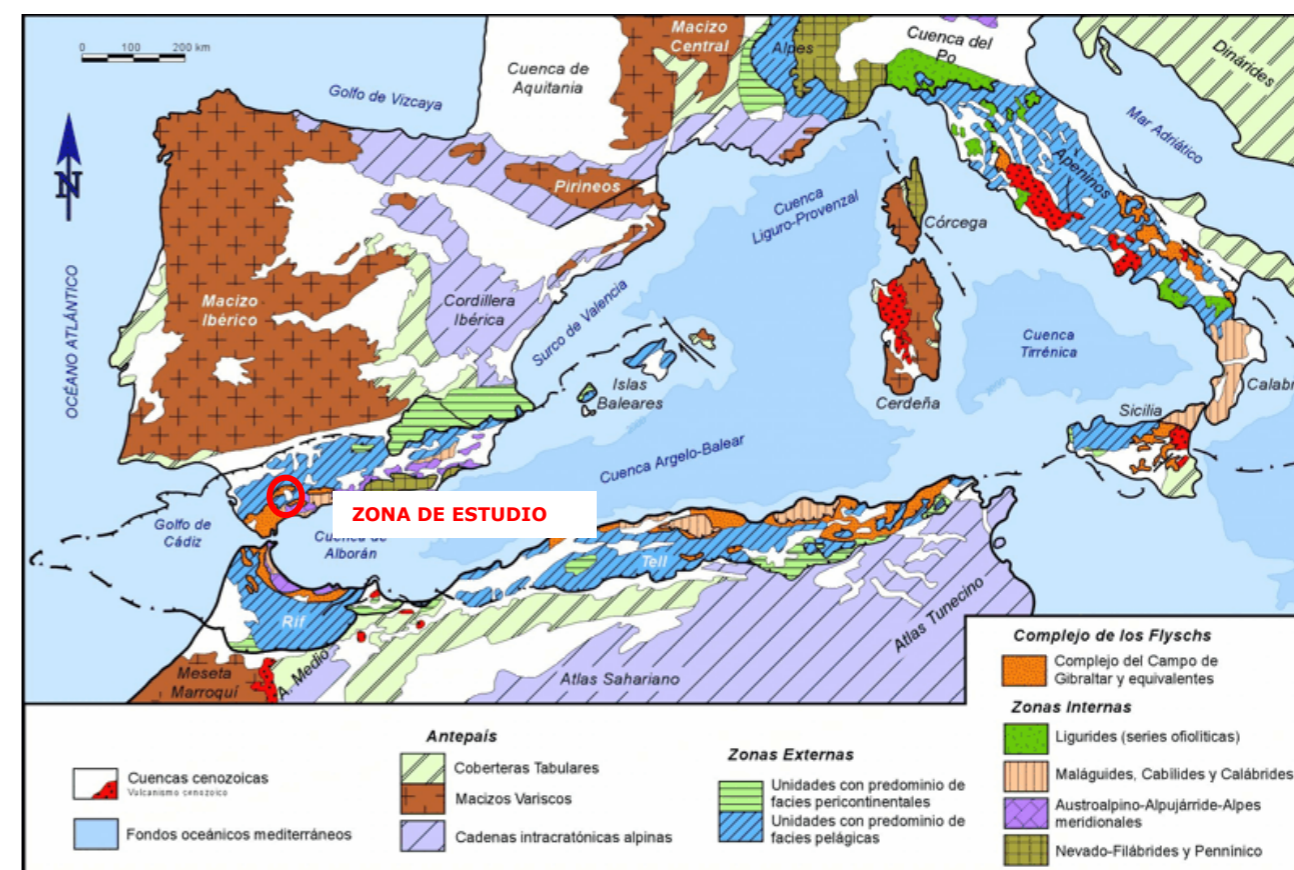 0 100 200 km
Macizo
Central
Alpes
Cuenca del
Po
Dinárides
Cuenca de
Aquitania
Golfo de Vizcaya
Mar Adriático
N
Pirineos
Apeninos
Cuenca
Liguro-Provenzal
Córcega
OCÉANO ATLÁNTICO
Macizo
Ibérico
Cordillera
Ibérica
Surco de Valencia
Cuenca
Tirrénica
Islas
Baleares
Cerdeña
Sicilia
Calabr
Cuenca Argelo-Balear
ZONA DE ESTUDIO
Golfo de
Cádiz
Cuenca de
Alborán
Tell
Rif
Atlas Tunecino
Meseta
Marroquí
A. Medio
Atlas Sahariano
Complejo de los Flyschs
Complejo del Campo de
Gibraltar y equivalentes
Zonas Internas
Ligurides (series ofiolíticas)
Maláguides, Cabílides y Calábrides
Austroalpino-Alpujárride-Alpes
meridionales
Nevado-Filábrides y Pennínico
Zonas Externas
Unidades con predominio de
facies pericontinentales
Unidades con predominio de
facies pelágicas
Antepaís
Coberteras Tabulares
Macizos Variscos
Cadenas intracratónicas alpinas
Cuencas cenozoicas
Vulcanismo cenozoico
Fondos oceánicos mediterráneos